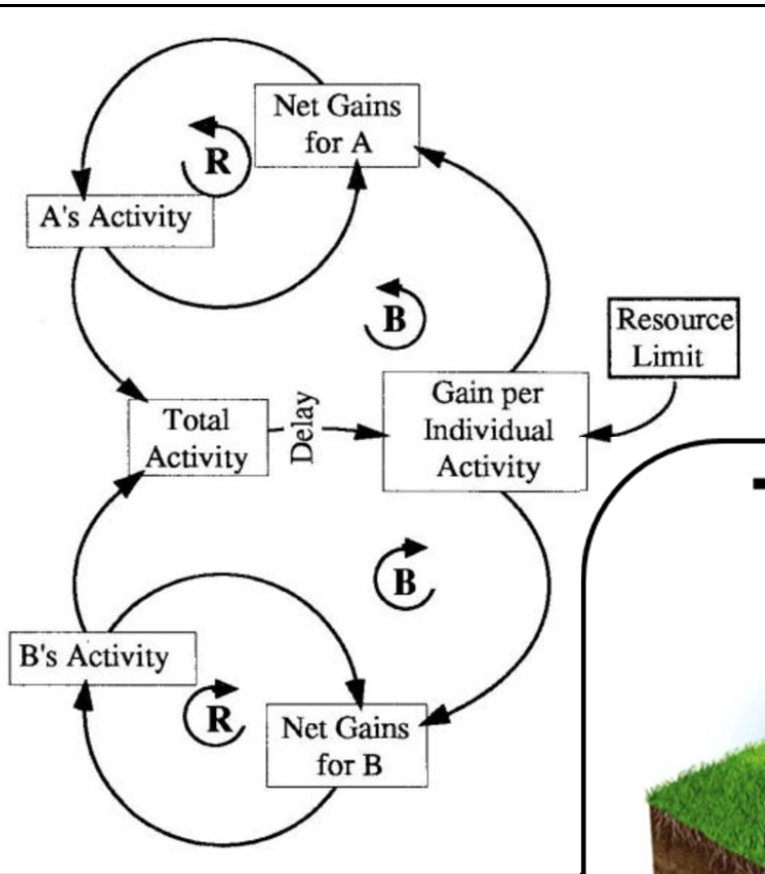 Net Gains
for A
R
A's Activity
B
Resource
Limit
Gain per
Individual
Activity
Total
Activity
Delay
B
B's Activity
R
Net Gains
for B